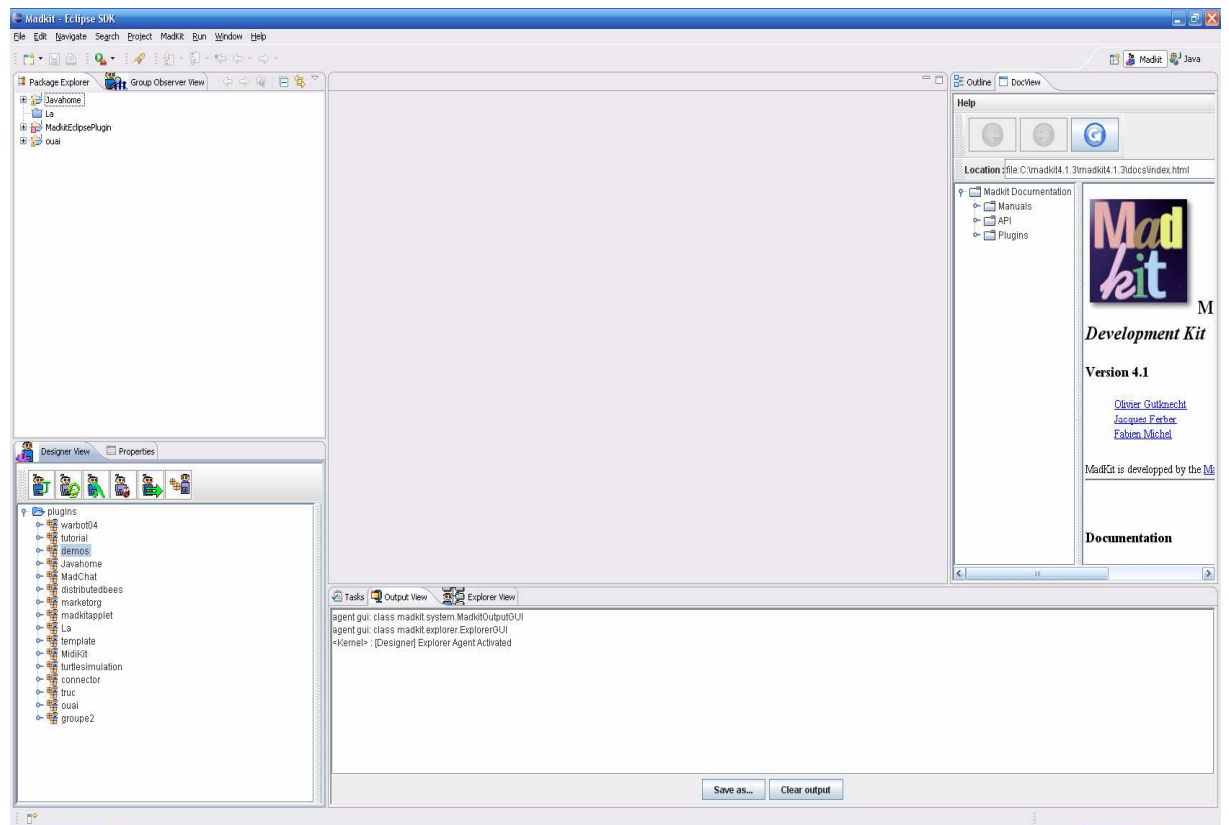 Madkit - Eclipse SDK
File Edit Navigate Search Project MadKit Run Window Help
Madkit Java
Package Explorer Group Observer View
Javahome
La
MadkitEclipsePlugin
ouai
Outline DocView
Help
Location : file:C:\madkit4.1.3\madkit4.1.3\docs\index.html
Madkit Documentation
Manuals
API
Plugins
Mad
kit
M
Development Kit
Version 4.1
Olivier Gutknecht
Jacques Ferber
Fabien Michel
MadKit is developped by the Ma
Documentation
Designer View Properties
plugins
warbot04
tutorial
demos
Javahome
MadChat
distributedbees
marketorg
madkitapplet
La
template
MidiKit
turtlesimulation
connector
truc
ouai
groupe2
Tasks Output View Explorer View
agent gui: class madkit.system.MadkitOutputGUI
agent gui: class madkit.explorer.ExplorerGUI
<Kernel> : [Designer] Explorer Agent Activated
Save as... Clear output